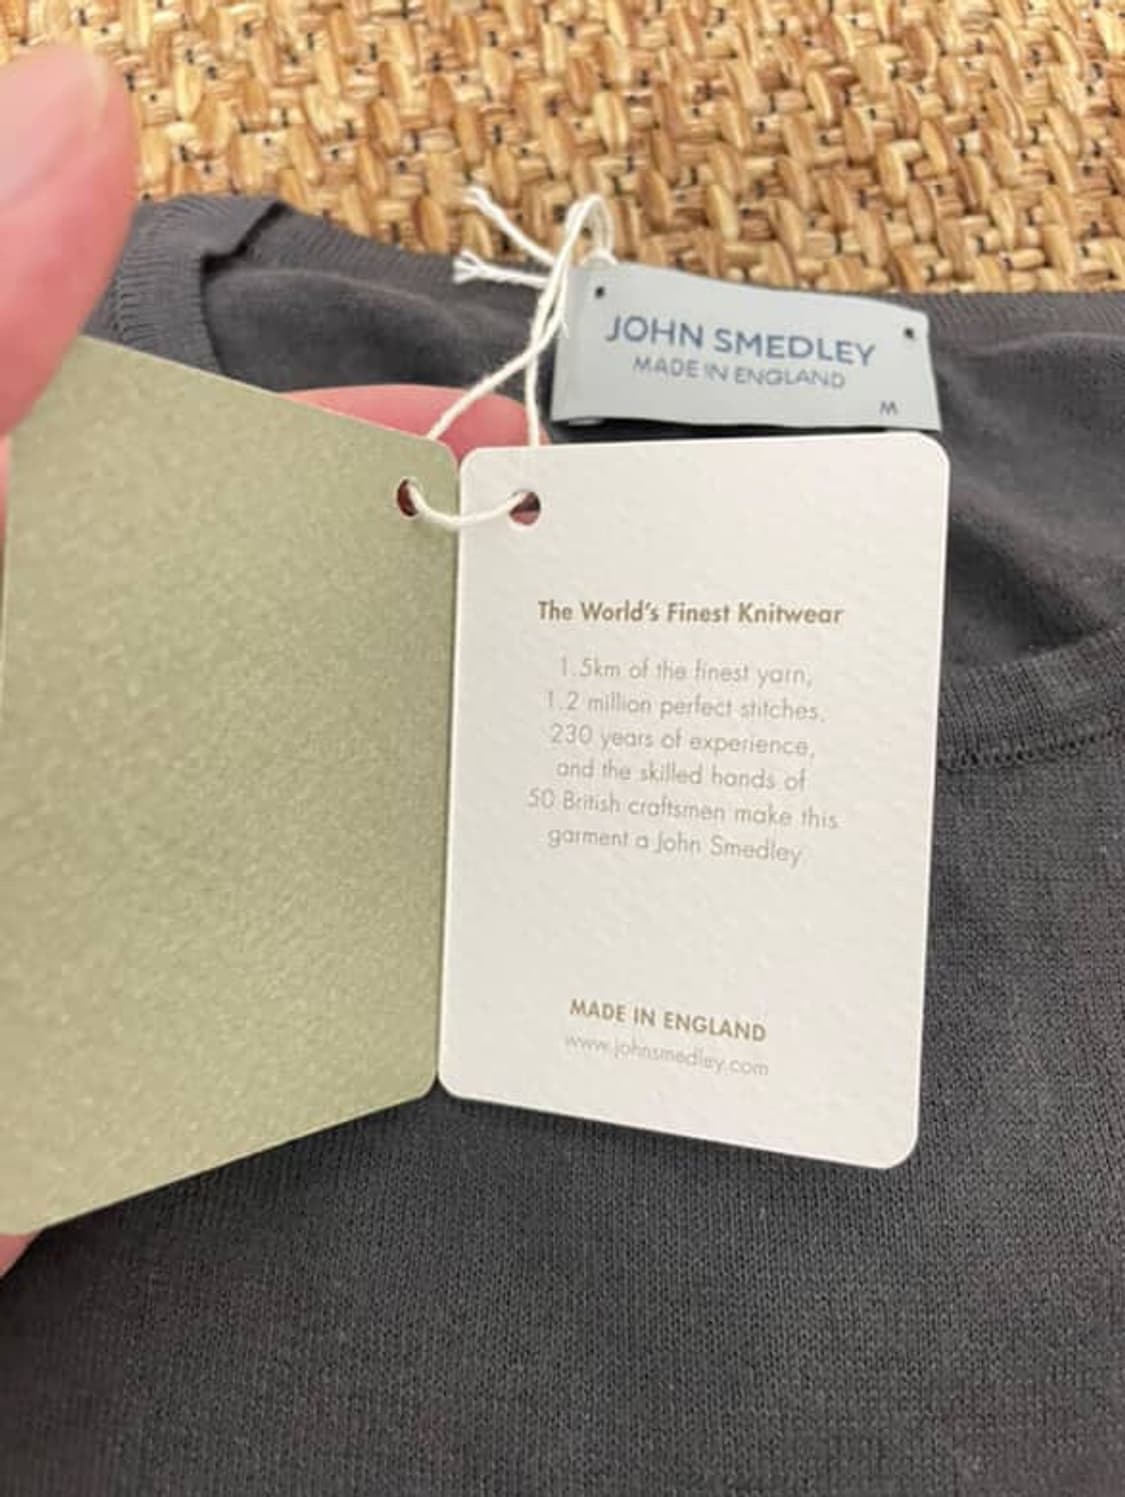 JOHN SMEDLEY
MADE IN ENGLAND
M
The World's Finest Knitwear
1.5km of the finest yarn,
1.2 million perfect stitches,
230 years of experience,
and the skilled hands of
50 British craftsmen make this
garment a John Smedley
MADE IN ENGLAND
www.johnsmedley.com